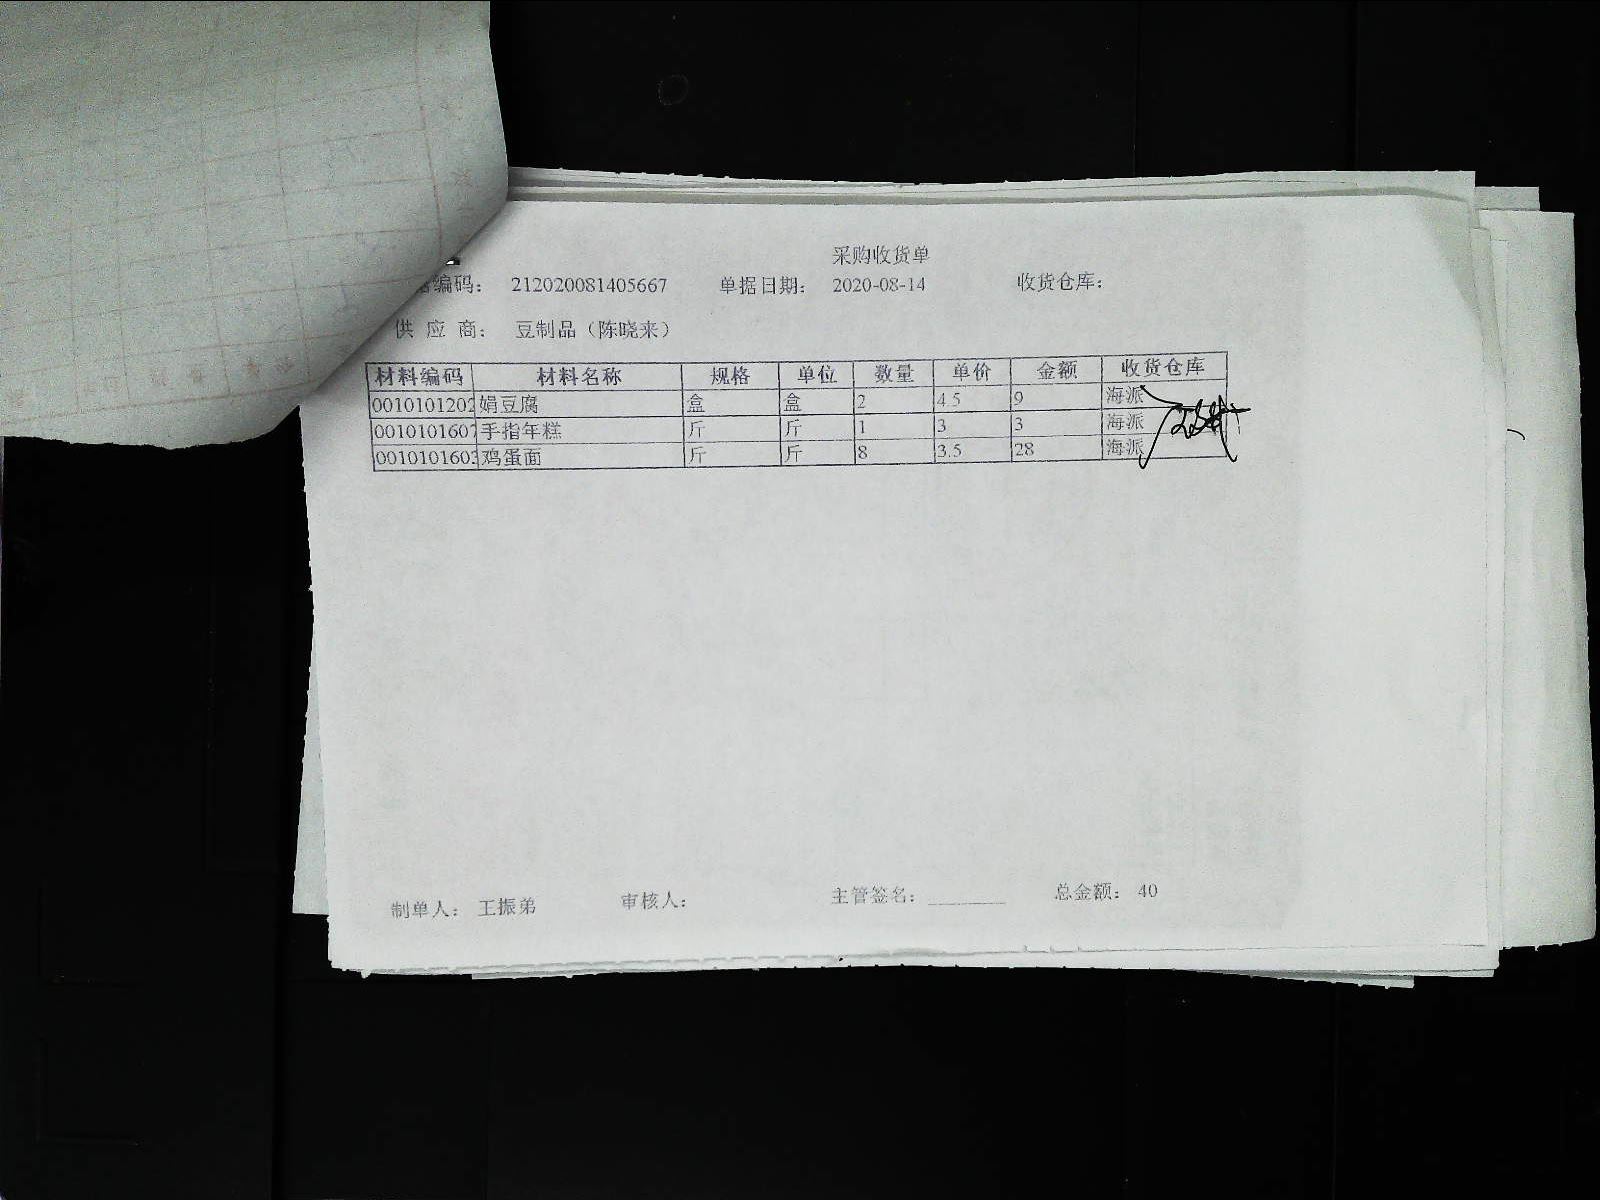 采购收货单
编码： 212020081405667 单据日期： 2020-08-14 收货仓库：
供 应 商： 豆制品（陈晓来）
材料编码 材料名称 规格 单位 数量 单价 金额 收货仓库
0010101202 娟豆腐 盒 盒 2 4.5 9 海派
0010101607 手指年糕 斤 斤 1 3 3 海派
0010101603 鸡蛋面 斤 斤 8 3.5 28 海派
制单人： 王振弟 审核人： 主管签名： 总金额： 40